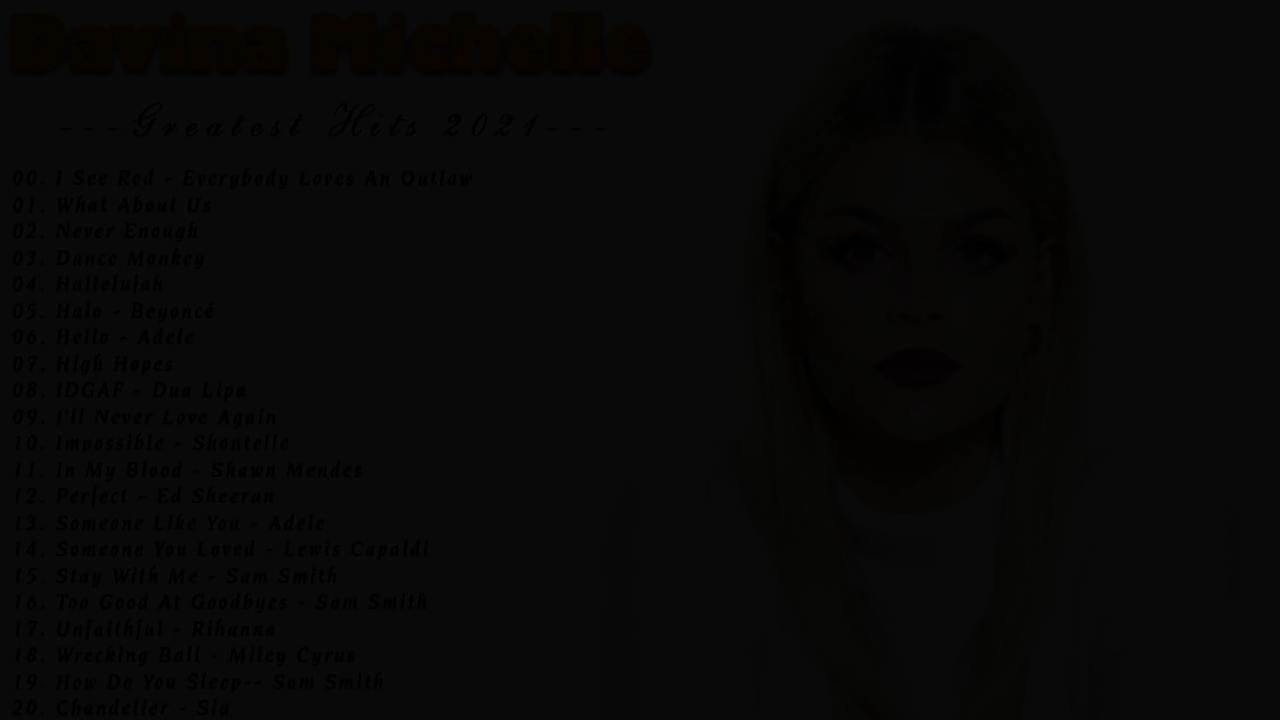 Davina Michelle
---Greatest Hits 2021---
00. I See Red - Everybody Loves An Outlaw
01. What About Us
02. Never Enough
03. Dance Monkey
04. Hallelujah
05. Halo - Beyoncé
06. Hello - Adele
07. High Hopes
08. IDGAF - Dua Lipa
09. I'll Never Love Again
10. Impossible - Shontelle
11. In My Blood - Shawn Mendes
12. Perfect - Ed Sheeran
13. Someone Like You - Adele
14. Someone You Loved - Lewis Capaldi
15. Stay With Me - Sam Smith
16. Too Good At Goodbyes - Sam Smith
17. Unfaithful - Rihanna
18. Wrecking Ball - Miley Cyrus
19. How Do You Sleep-- Sam Smith
20. Chandelier - Sia